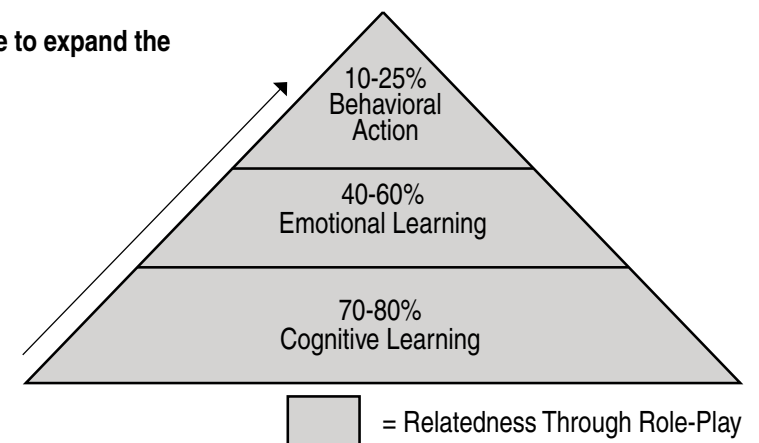 e to expand the
10-25%
Behavioral
Action
40-60%
Emotional Learning
70-80%
Cognitive Learning
= Relatedness Through Role-Play